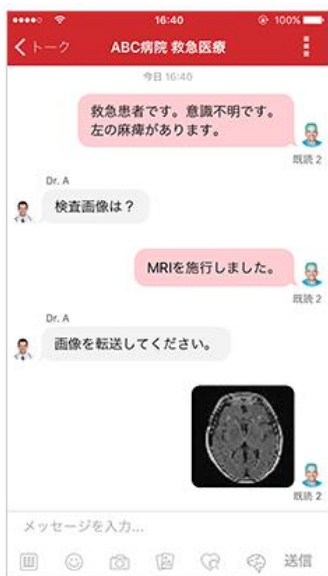 16:40
100%
トーク
ABC病院 救急医療
今日 16:40
救急患者です。意識不明です。
左の麻痺があります。
既読 2
Dr. A
検査画像は？
MRIを施行しました。
既読 2
Dr. A
画像を転送してください。
既読 2
メッセージを入力...
送信